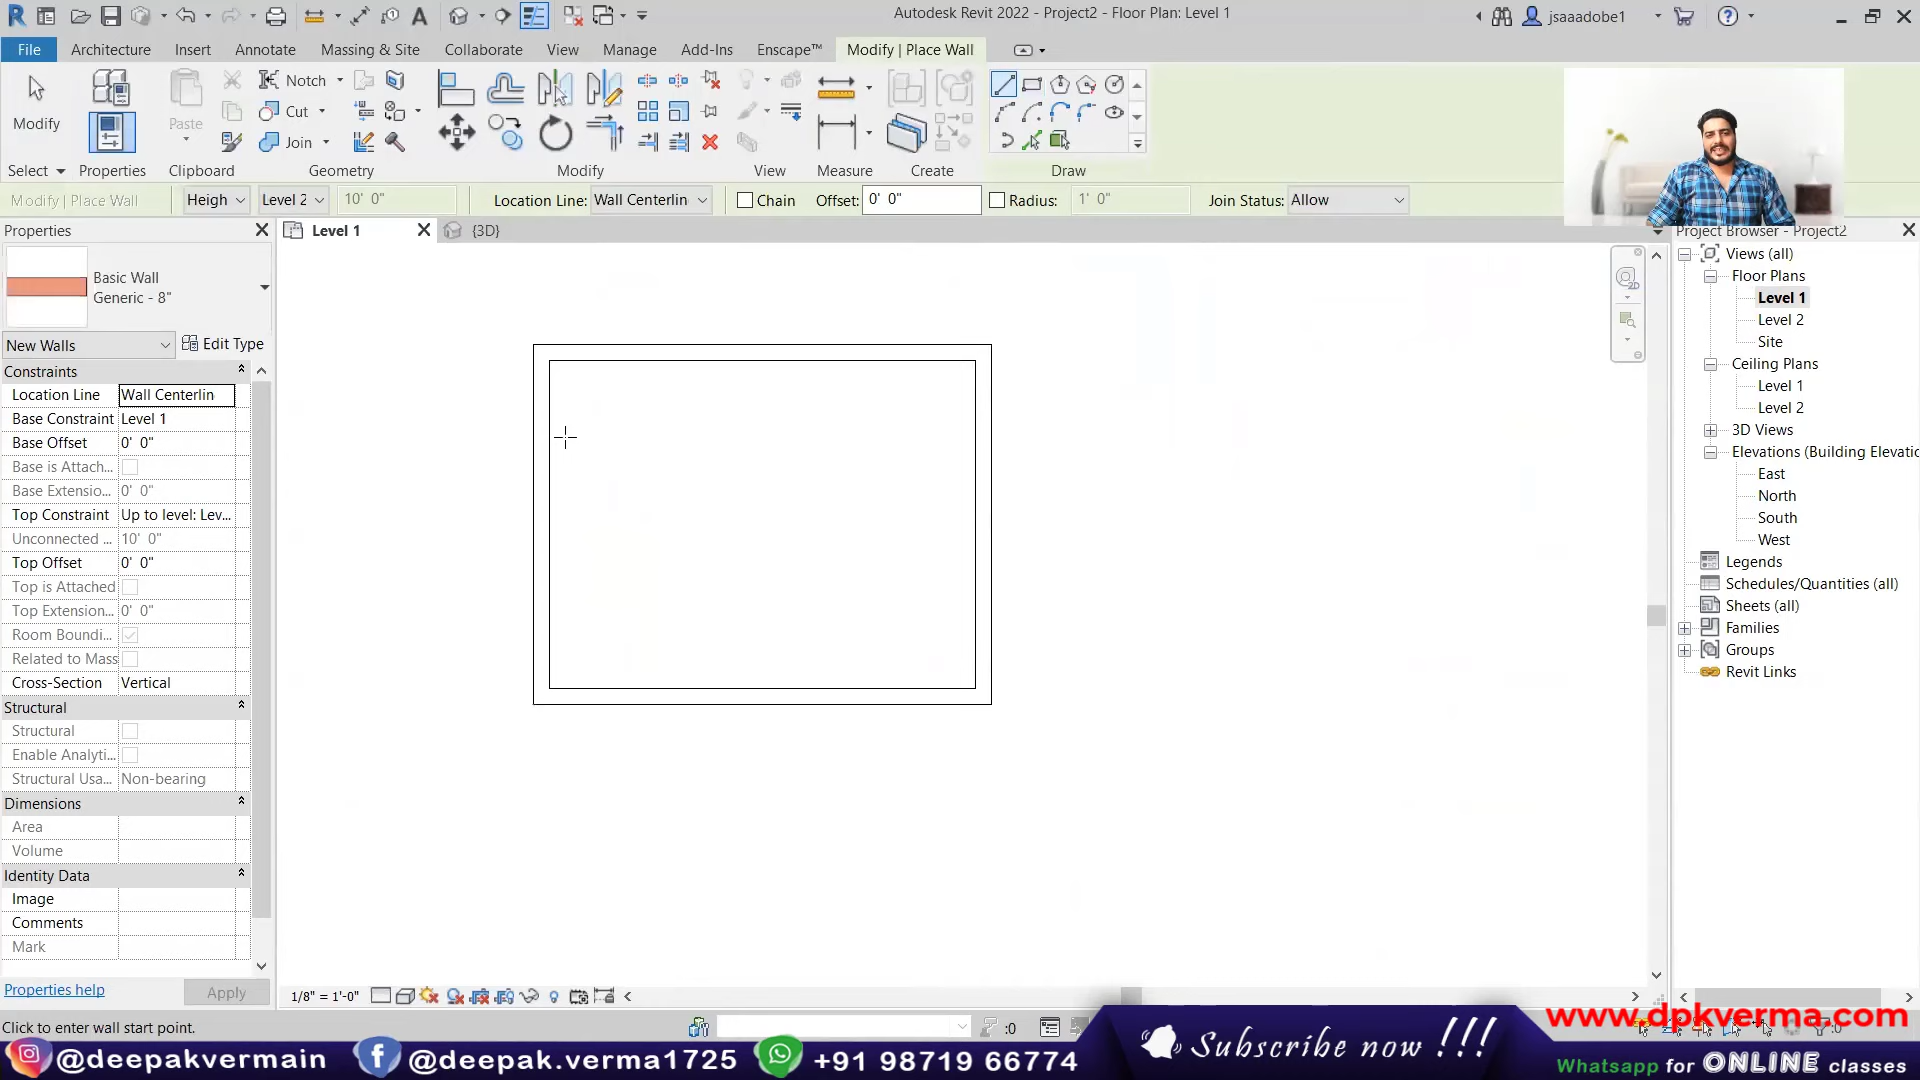 Autodesk Revit 2022 - Project2 - Floor Plan: Level 1
jsaaadobe1
File Architecture Insert Annotate Massing & Site Collaborate View Manage Add-Ins Enscape™ Modify | Place Wall
Modify
Paste
Notch
Cut
Join
Select Properties Clipboard Geometry Modify View Measure Create Draw
Modify | Place Wall Heigh Level 2 10' 0" Location Line: Wall Centerlin Chain Offset: 0' 0" Radius: 1' 0" Join Status: Allow
Properties
Level 1
{3D}
Project Browser - Project2
Basic Wall
Generic - 8"
New Walls Edit Type
Constraints
Location Line Wall Centerlin
Base Constraint Level 1
Base Offset 0' 0"
Base is Attach...
Base Extensio... 0' 0"
Top Constraint Up to level: Lev...
Unconnected ... 10' 0"
Top Offset 0' 0"
Top is Attached
Top Extension... 0' 0"
Room Boundi...
Related to Mass
Cross-Section Vertical
Structural
Structural
Enable Analyti...
Structural Usa... Non-bearing
Dimensions
Area
Volume
Identity Data
Image
Comments
Mark
Properties help Apply
Views (all)
Floor Plans
Level 1
Level 2
Site
Ceiling Plans
Level 1
Level 2
3D Views
Elevations (Building Elevatio
East
North
South
West
Legends
Schedules/Quantities (all)
Sheets (all)
Families
Groups
Revit Links
2D
1/8" = 1'-0"
Click to enter wall start point.
:0
:0
www.dpkverma.com
@deepakvermain @deepak.verma1725 +91 98719 66774
Subscribe now !!!
Whatsapp for ONLINE classes